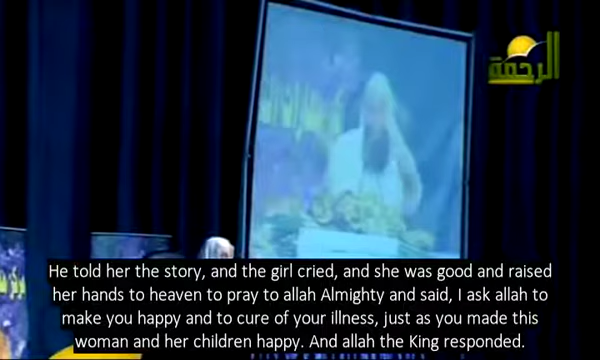 الرحمة
He told her the story, and the girl cried, and she was good and raised
her hands to heaven to pray to allah Almighty and said, I ask allah to
make you happy and to cure of your illness, just as you made this
woman and her children happy. And allah the King responded.